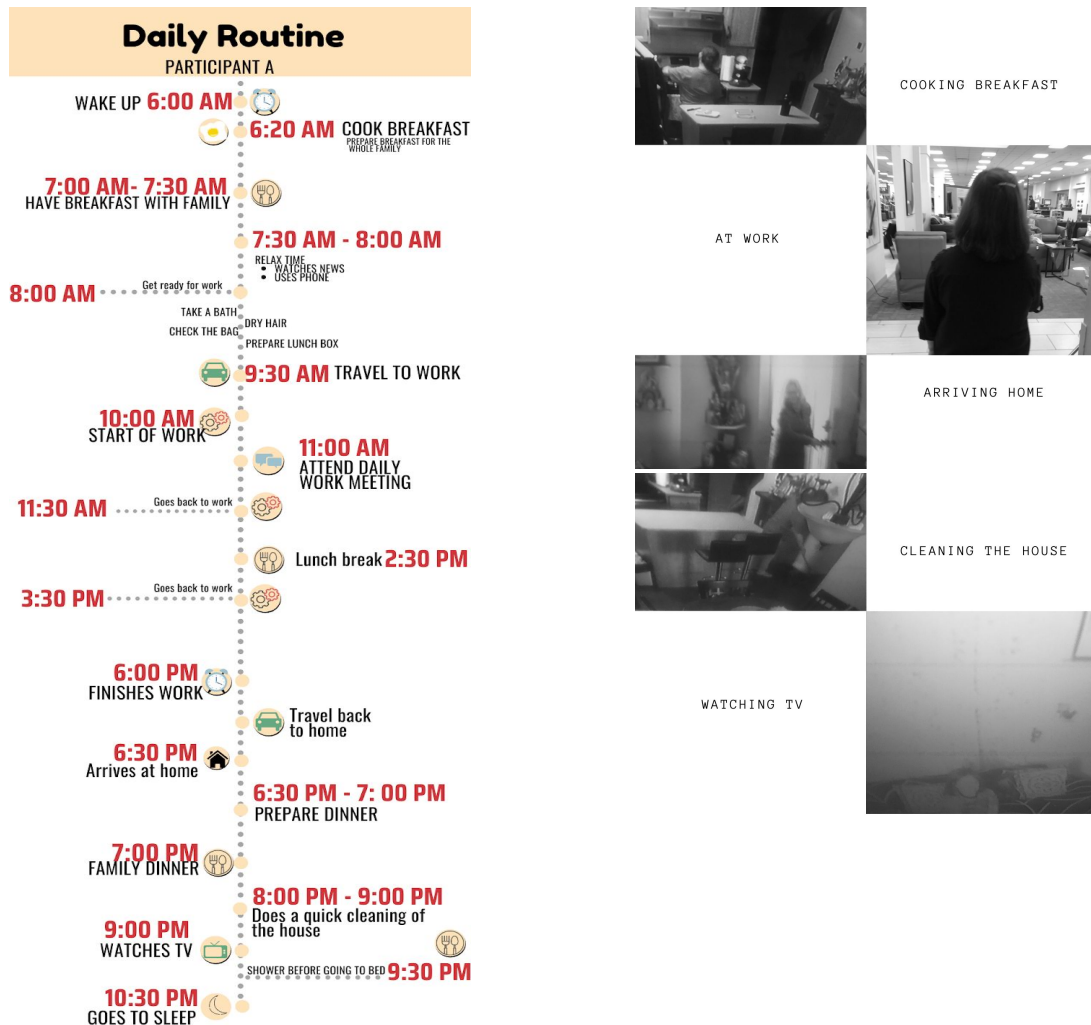 Daily Routine
PARTICIPANT A
WAKE UP 6:00 AM
6:20 AM COOK BREAKFAST
PREPARE BREAKFAST FOR THE
WHOLE FAMILY
7:00 AM- 7:30 AM
HAVE BREAKFAST WITH FAMILY
7:30 AM - 8:00 AM
RELAX TIME
• WATCHES NEWS
• USES PHONE
8:00 AM Get ready for work
TAKE A BATH
DRY HAIR
CHECK THE BAG
PREPARE LUNCH BOX
9:30 AM TRAVEL TO WORK
10:00 AM
START OF WORK
11:00 AM
ATTEND DAILY
WORK MEETING
11:30 AM Goes back to work
Lunch break 2:30 PM
3:30 PM Goes back to work
6:00 PM
FINISHES WORK
Travel back
to home
6:30 PM
Arrives at home
6:30 PM - 7: 00 PM
PREPARE DINNER
7:00 PM
FAMILY DINNER
8:00 PM - 9:00 PM
Does a quick cleaning of
the house
9:00 PM
WATCHES TV
SHOWER BEFORE GOING TO BED 9:30 PM
10:30 PM
GOES TO SLEEP
COOKING BREAKFAST
AT WORK
ARRIVING HOME
CLEANING THE HOUSE
WATCHING TV